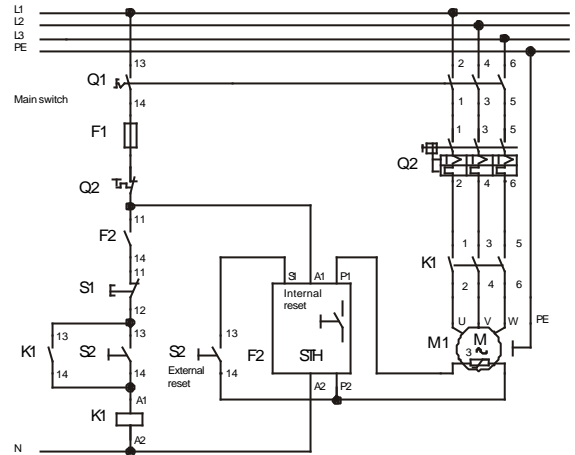 L1
L2
L3
PE
13
2 4 6
Q1
Main switch
14
1 3 5
F1
1 3 5
Q2
Q2
2 4 6
11
F2
14
11
S1
12
S1 A1 P1
Internal
reset
1 3 5
K1
2 4 6
U V W PE
13 13 13
K1 S2 S2 F2 STH
M1 M
3 ~
14 14 14
External
reset
A1
K1
A2
A2 P2
N